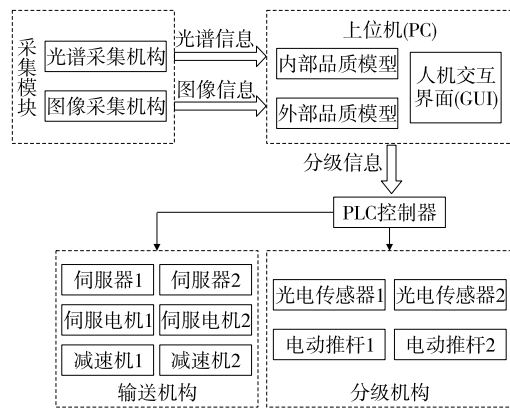 采集模块
光谱采集机构
图像采集机构
光谱信息
图像信息
上位机(PC)
内部品质模型
外部品质模型
人机交互
界面(GUI)
分级信息
PLC控制器
伺服器1
伺服器2
伺服电机1
伺服电机2
减速机1
减速机2
输送机构
光电传感器1
光电传感器2
电动推杆1
电动推杆2
分级机构